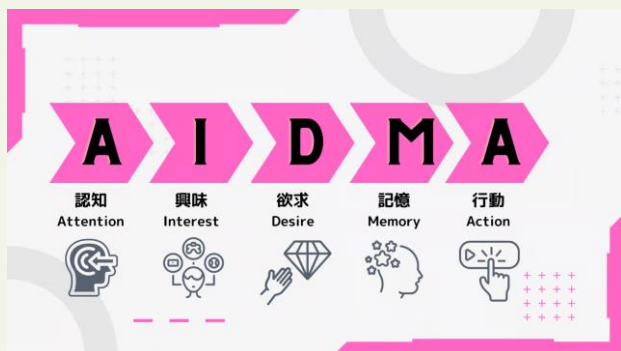 A I D M A
認知 興味 欲求 記憶 行動
Attention Interest Desire Memory Action